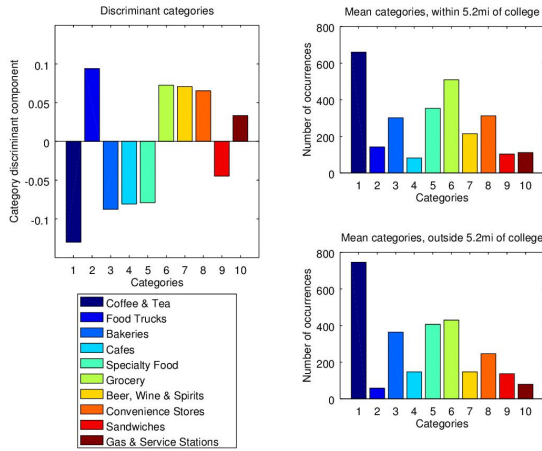 Discriminant categories
Category discriminant component
0.1
0.05
0
-0.05
-0.1
1 2 3 4 5 6 7 8 9 10
Categories
Coffee & Tea
Food Trucks
Bakeries
Cafes
Specialty Food
Grocery
Beer, Wine & Spirits
Convenience Stores
Sandwiches
Gas & Service Stations
Mean categories, within 5.2mi of college
Number of occurrences
800
600
400
200
0
1 2 3 4 5 6 7 8 9 10
Categories
Mean categories, outside 5.2mi of college
Number of occurrences
800
600
400
200
0
1 2 3 4 5 6 7 8 9 10
Categories